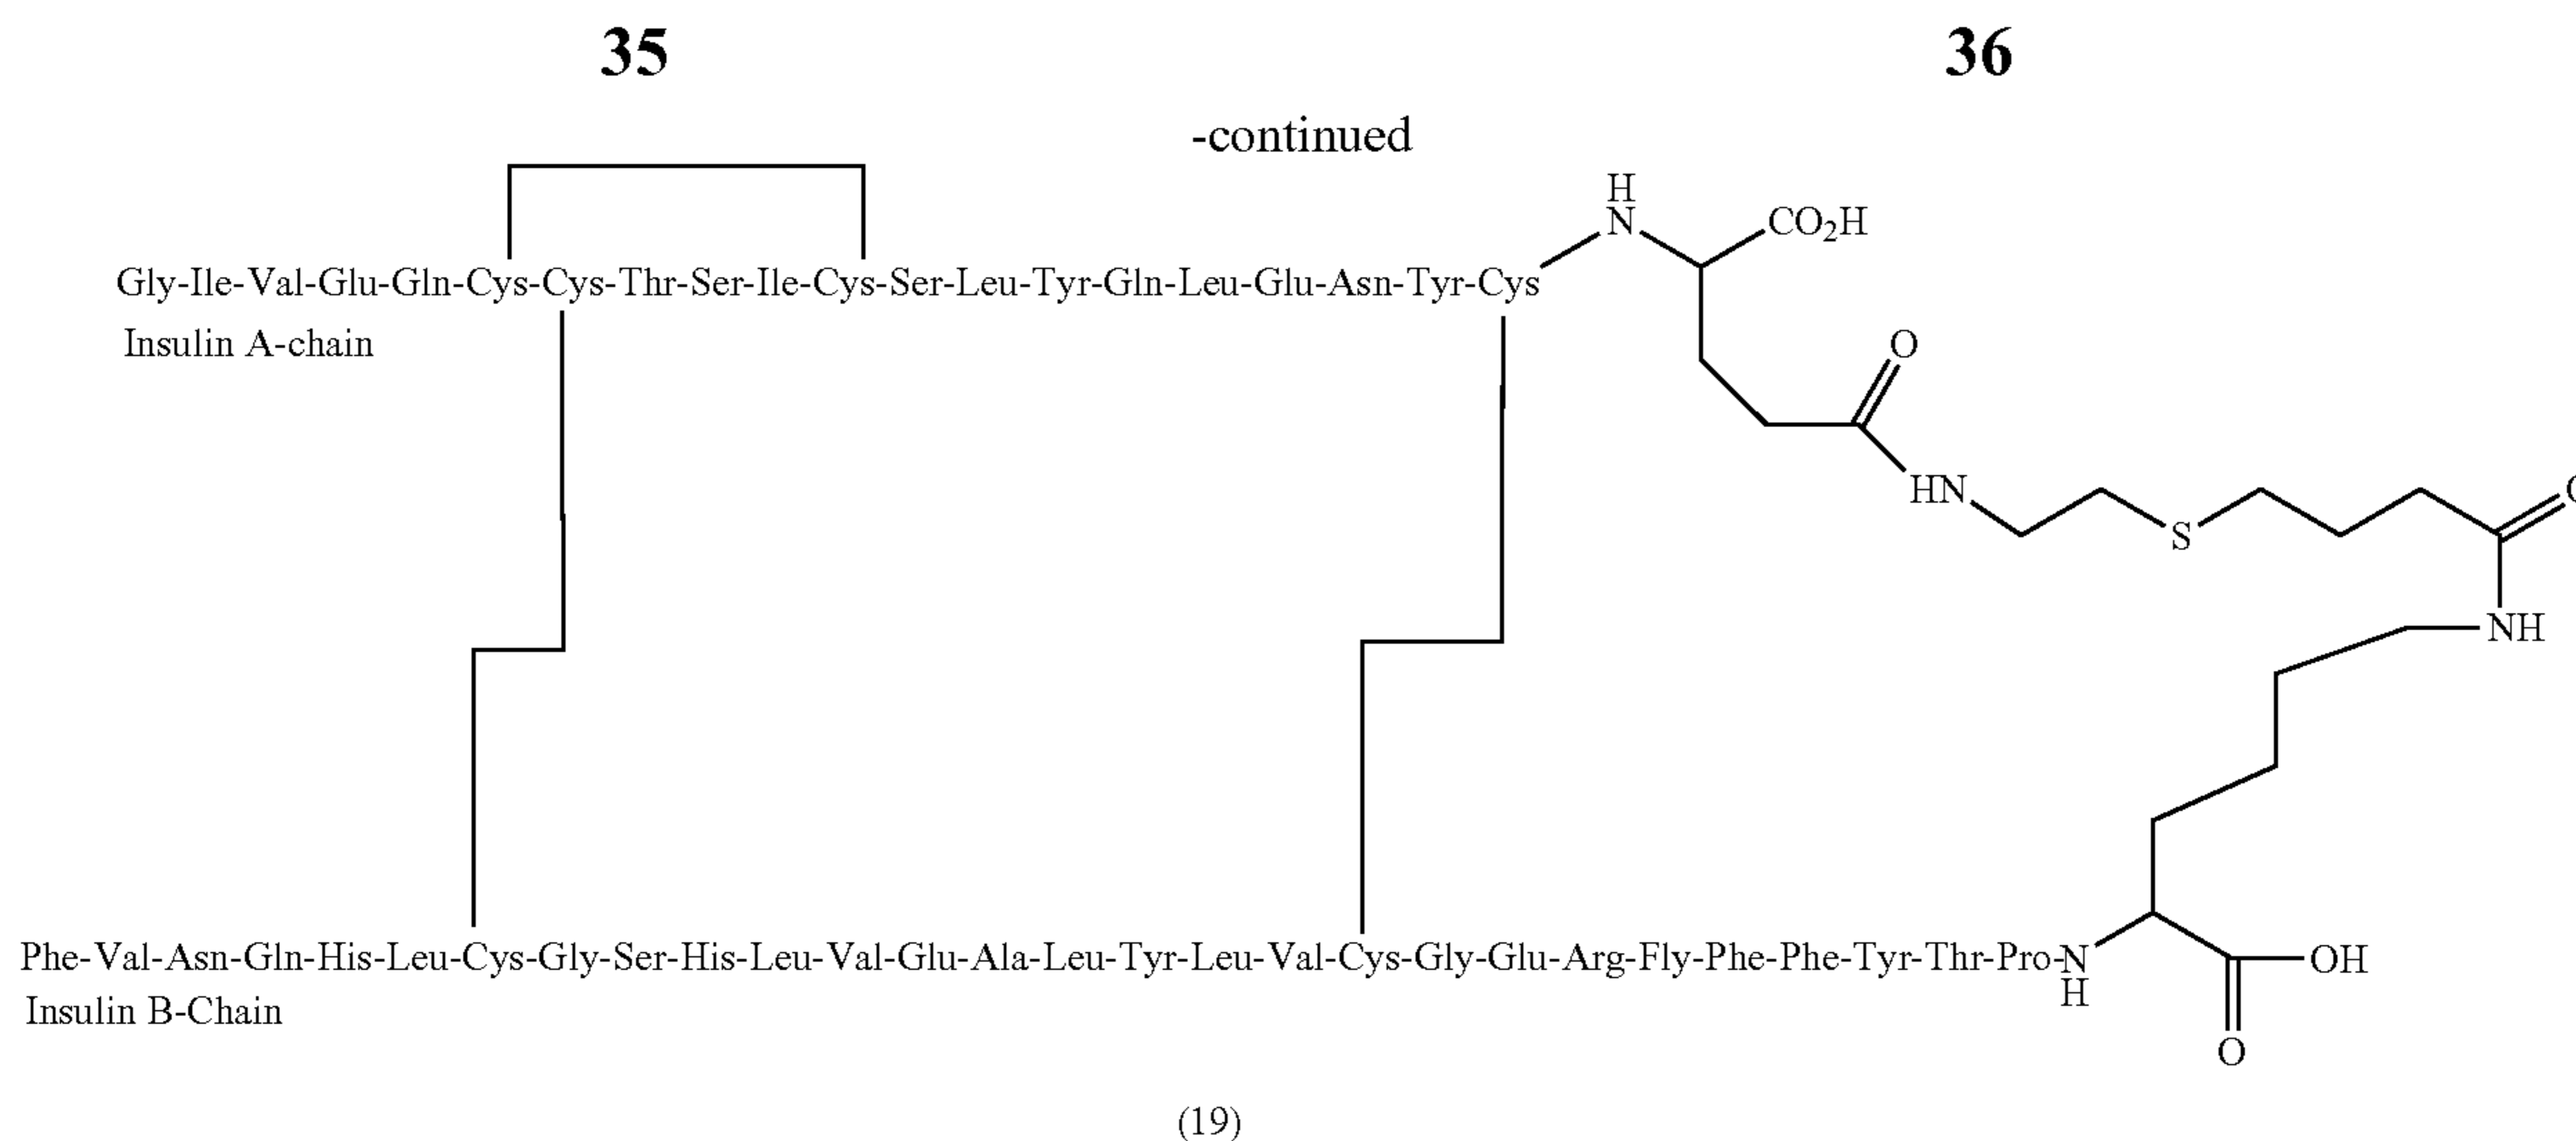 35 36
-continued
H
N
CO₂H
Gly-Ile-Val-Glu-Gln-Cys-Cys-Thr-Ser-Ile-Cys-Ser-Leu-Tyr-Gln-Leu-Glu-Asn-Tyr-Cys
Insulin A-chain
O
HN
S
O
NH
Phe-Val-Asn-Gln-His-Leu-Cys-Gly-Ser-His-Leu-Val-Glu-Ala-Leu-Tyr-Leu-Val-Cys-Gly-Glu-Arg-Fly-Phe-Phe-Tyr-Thr-Pro-N
H
OH
Insulin B-Chain
O
(19)